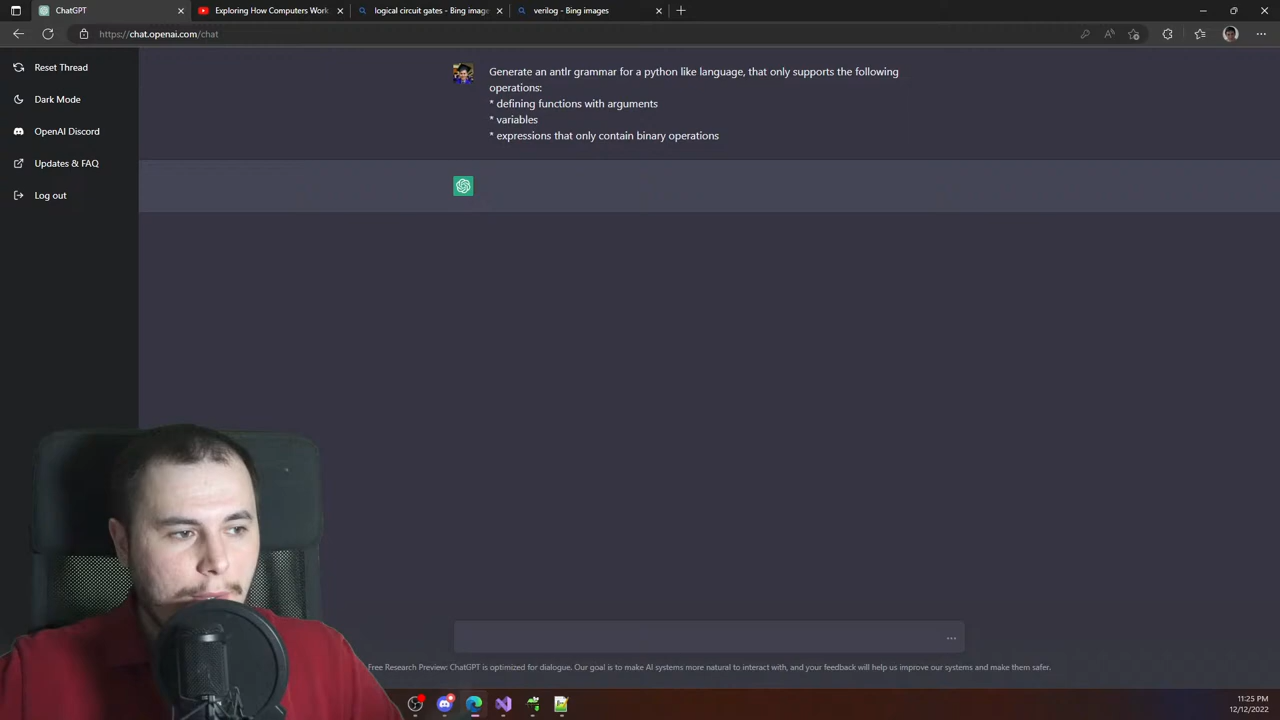 ChatGPT
Exploring How Computers Work
logical circuit gates - Bing image
verilog - Bing images
https://chat.openai.com/chat
Reset Thread
Dark Mode
OpenAI Discord
Updates & FAQ
Log out
Generate an antlr grammar for a python like language, that only supports the following
operations:
* defining functions with arguments
* variables
* expressions that only contain binary operations
Free Research Preview: ChatGPT is optimized for dialogue. Our goal is to make AI systems more natural to interact with, and your feedback will help us improve our systems and make them safer.
11:25 PM
12/12/2022